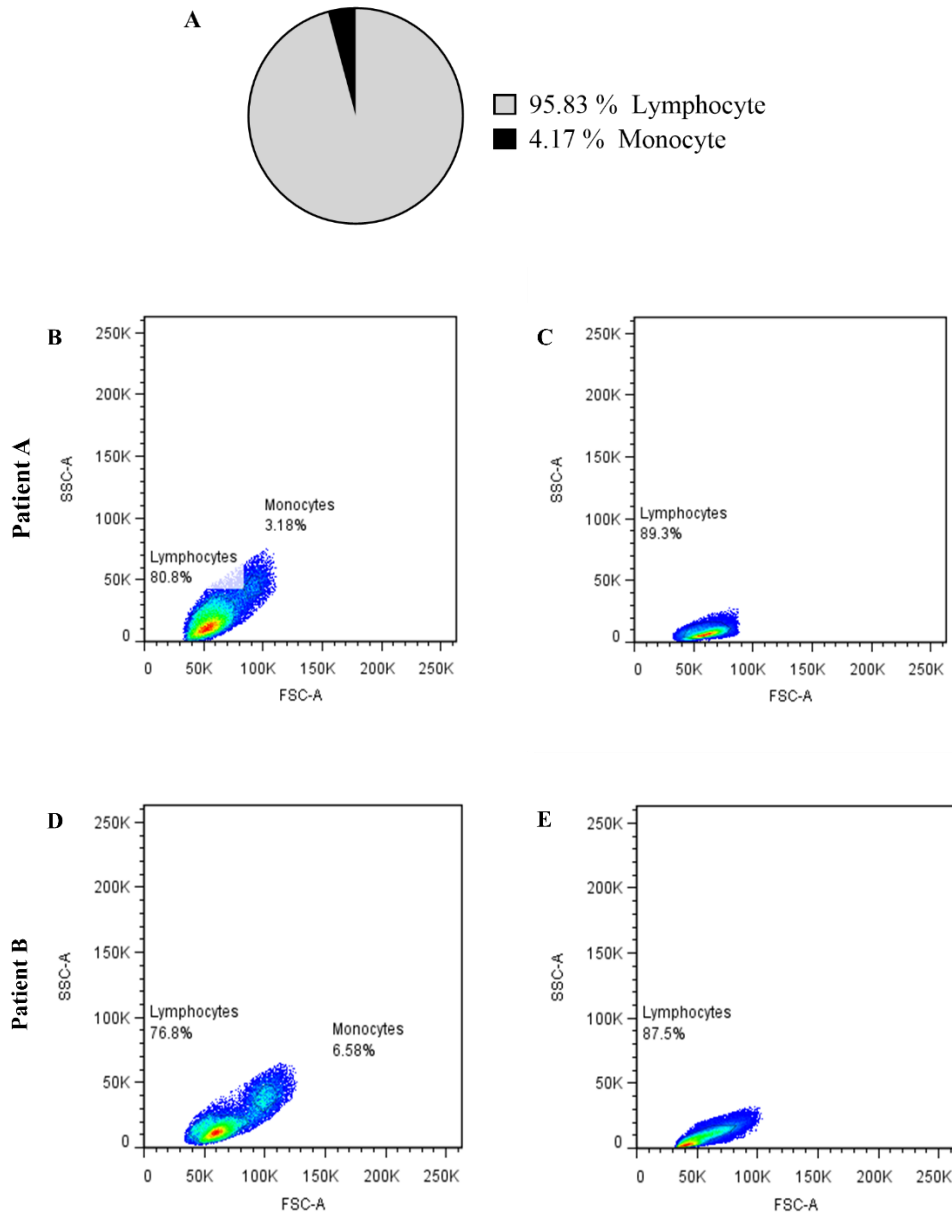 A
95.83 % Lymphocyte
4.17 % Monocyte
Patient A
B
250K
200K
150K
100K
50K
0
SSC-A
Monocytes
3.18%
Lymphocytes
80.8%
0 50K 100K 150K 200K 250K
FSC-A
C
250K
200K
150K
100K
50K
0
SSC-A
Lymphocytes
89.3%
0 50K 100K 150K 200K 250K
FSC-A
Patient B
D
250K
200K
150K
100K
50K
0
SSC-A
Lymphocytes
76.8%
Monocytes
6.58%
0 50K 100K 150K 200K 250K
FSC-A
E
250K
200K
150K
100K
50K
0
SSC-A
Lymphocytes
87.5%
0 50K 100K 150K 200K 250K
FSC-A